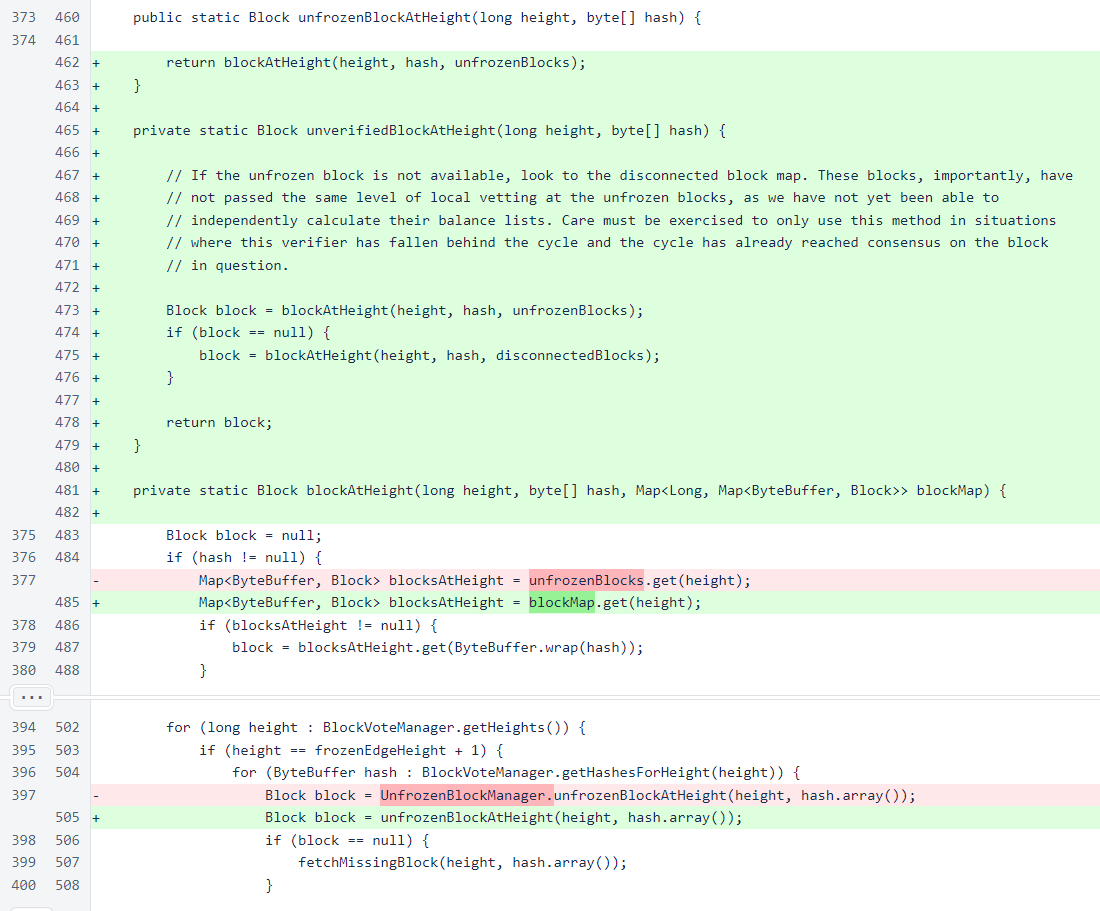 373 460 public static Block unfrozenBlockAtHeight(long height, byte[] hash) {
374 461
462 + return blockAtHeight(height, hash, unfrozenBlocks);
463 + }
464 +
465 + private static Block unverifiedBlockAtHeight(long height, byte[] hash) {
466 +
467 + // If the unfrozen block is not available, look to the disconnected block map. These blocks, importantly, have
468 + // not passed the same level of local vetting at the unfrozen blocks, as we have not yet been able to
469 + // independently calculate their balance lists. Care must be exercised to only use this method in situations
470 + // where this verifier has fallen behind the cycle and the cycle has already reached consensus on the block
471 + // in question.
472 +
473 + Block block = blockAtHeight(height, hash, unfrozenBlocks);
474 + if (block == null) {
475 + block = blockAtHeight(height, hash, disconnectedBlocks);
476 + }
477 +
478 + return block;
479 + }
480 +
481 + private static Block blockAtHeight(long height, byte[] hash, Map<Long, Map<ByteBuffer, Block>> blockMap) {
482 +
375 483 Block block = null;
376 484 if (hash != null) {
377 - Map<ByteBuffer, Block> blocksAtHeight = unfrozenBlocks.get(height);
485 + Map<ByteBuffer, Block> blocksAtHeight = blockMap.get(height);
378 486 if (blocksAtHeight != null) {
379 487 block = blocksAtHeight.get(ByteBuffer.wrap(hash));
380 488 }
...
394 502 for (long height : BlockVoteManager.getHeights()) {
395 503 if (height == frozenEdgeHeight + 1) {
396 504 for (ByteBuffer hash : BlockVoteManager.getHashesForHeight(height)) {
397 - Block block = UnfrozenBlockManager.unfrozenBlockAtHeight(height, hash.array());
505 + Block block = unfrozenBlockAtHeight(height, hash.array());
398 506 if (block == null) {
399 507 fetchMissingBlock(height, hash.array());
400 508 }